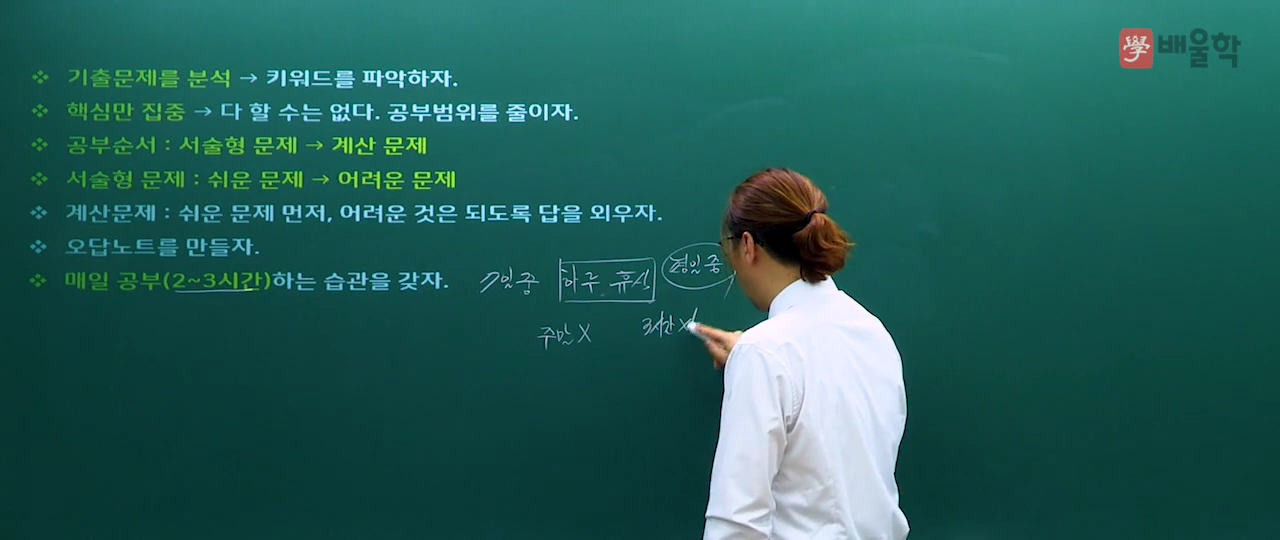 學 배울학
❖ 기출문제를 분석 → 키워드를 파악하자.
❖ 핵심만 집중 → 다 할 수는 없다. 공부범위를 줄이자.
❖ 공부순서 : 서술형 문제 → 계산 문제
❖ 서술형 문제 : 쉬운 문제 → 어려운 문제
❖ 계산문제 : 쉬운 문제 먼저, 어려운 것은 되도록 답을 외우자.
❖ 오답노트를 만들자.
❖ 매일 공부(2~3시간)하는 습관을 갖자.
7일중 하루 휴식 평일 중
주말 X 3시간 x